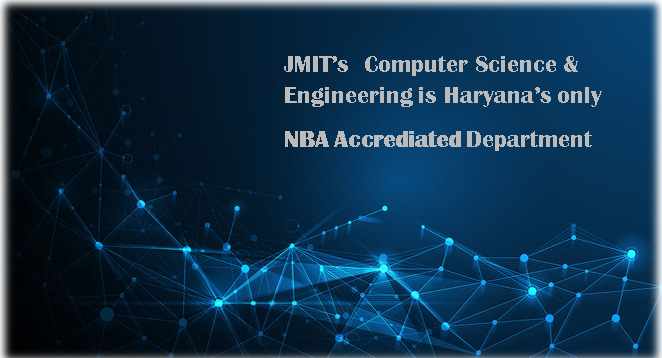 JMIT's Computer Science &
Engineering is Haryana's only
NBA Accrediated Department